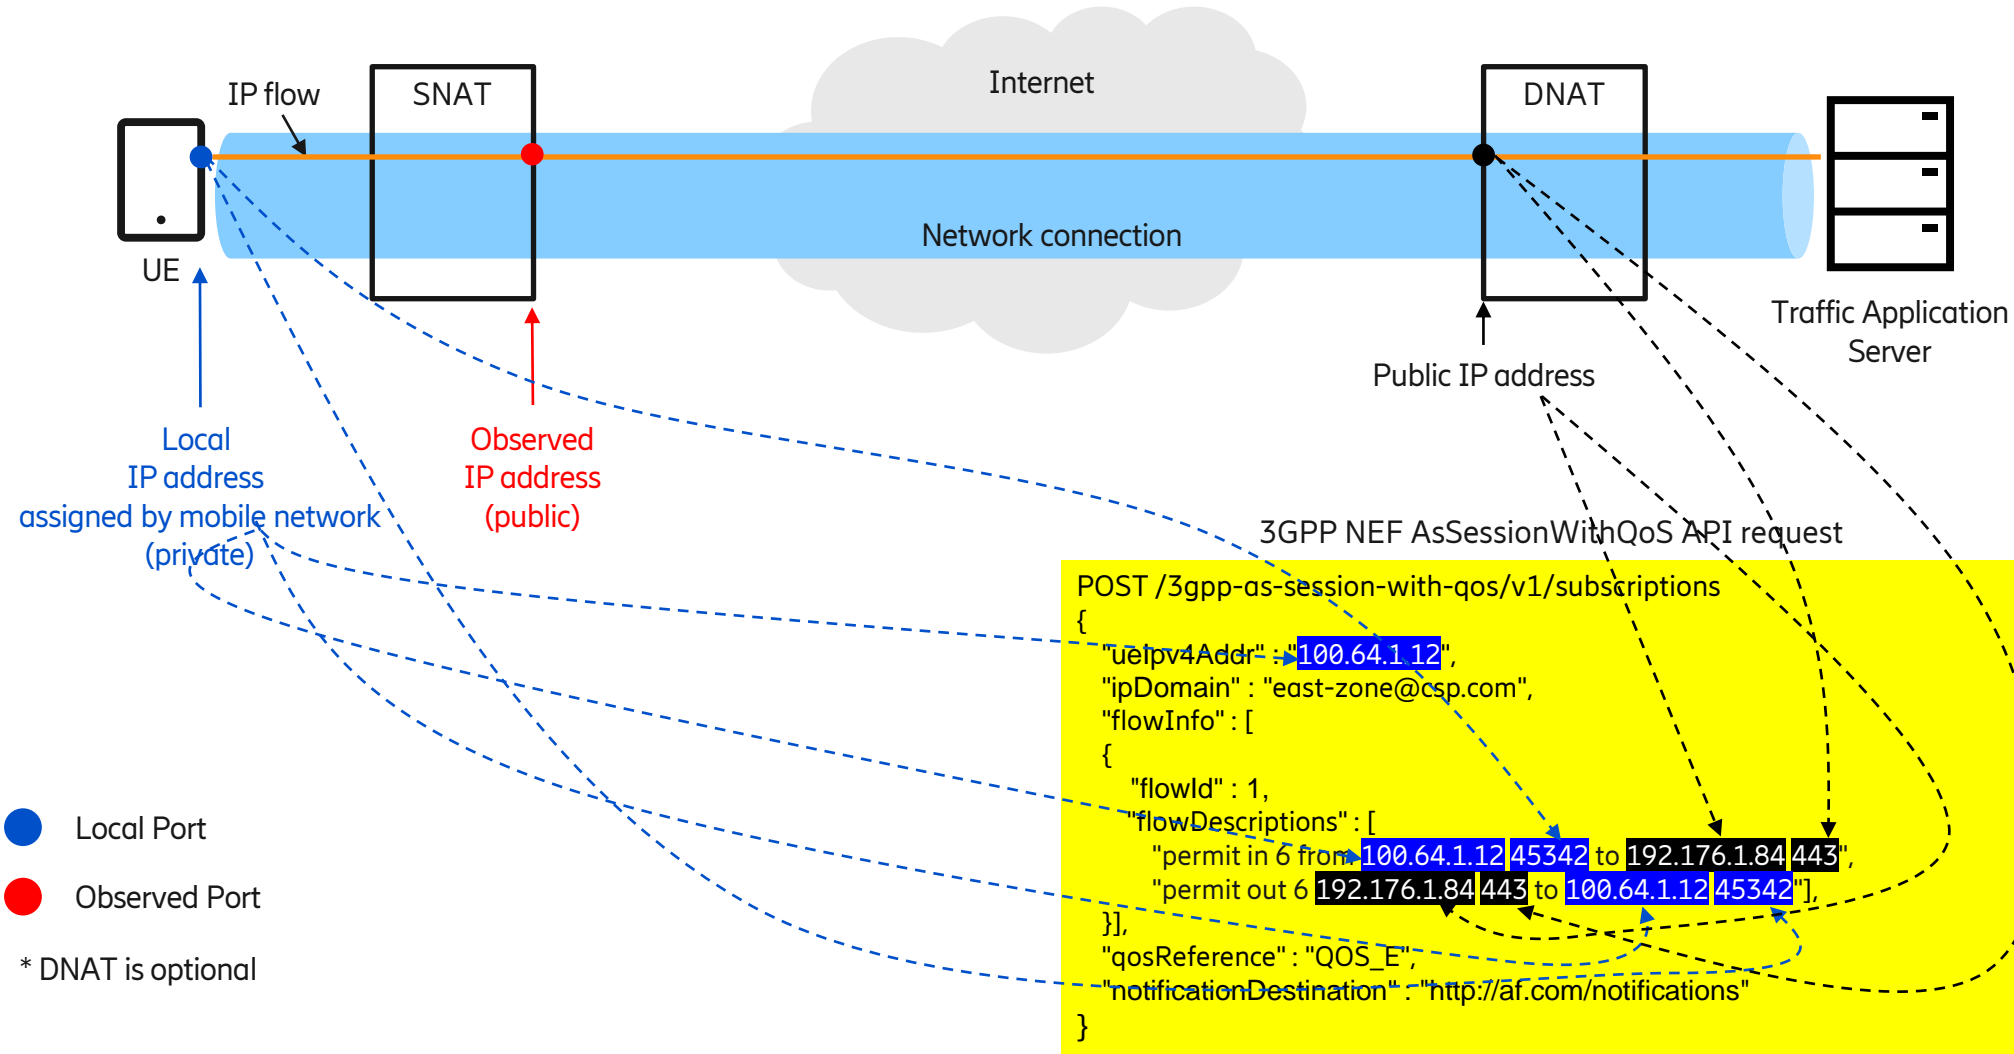 Internet
IP flow
SNAT
DNAT
Network connection
UE
Traffic Application
Server
Public IP address
Local
IP address
assigned by mobile network
(private)
Observed
IP address
(public)
3GPP NEF AsSessionWithQoS API request
POST /3gpp-as-session-with-qos/v1/subscriptions
{
"ueIpv4Addr" : "100.64.1.12",
"ipDomain" : "east-zone@csp.com",
"flowInfo" : [
{
"flowId" : 1,
"flowDescriptions" : [
"permit in 6 from 100.64.1.12 45342 to 192.176.1.84 443",
"permit out 6 192.176.1.84 443 to 100.64.1.12 45342"],
}],
"qosReference" : "QOS_E",
"notificationDestination" : "http://af.com/notifications"
}
Local Port
Observed Port
* DNAT is optional